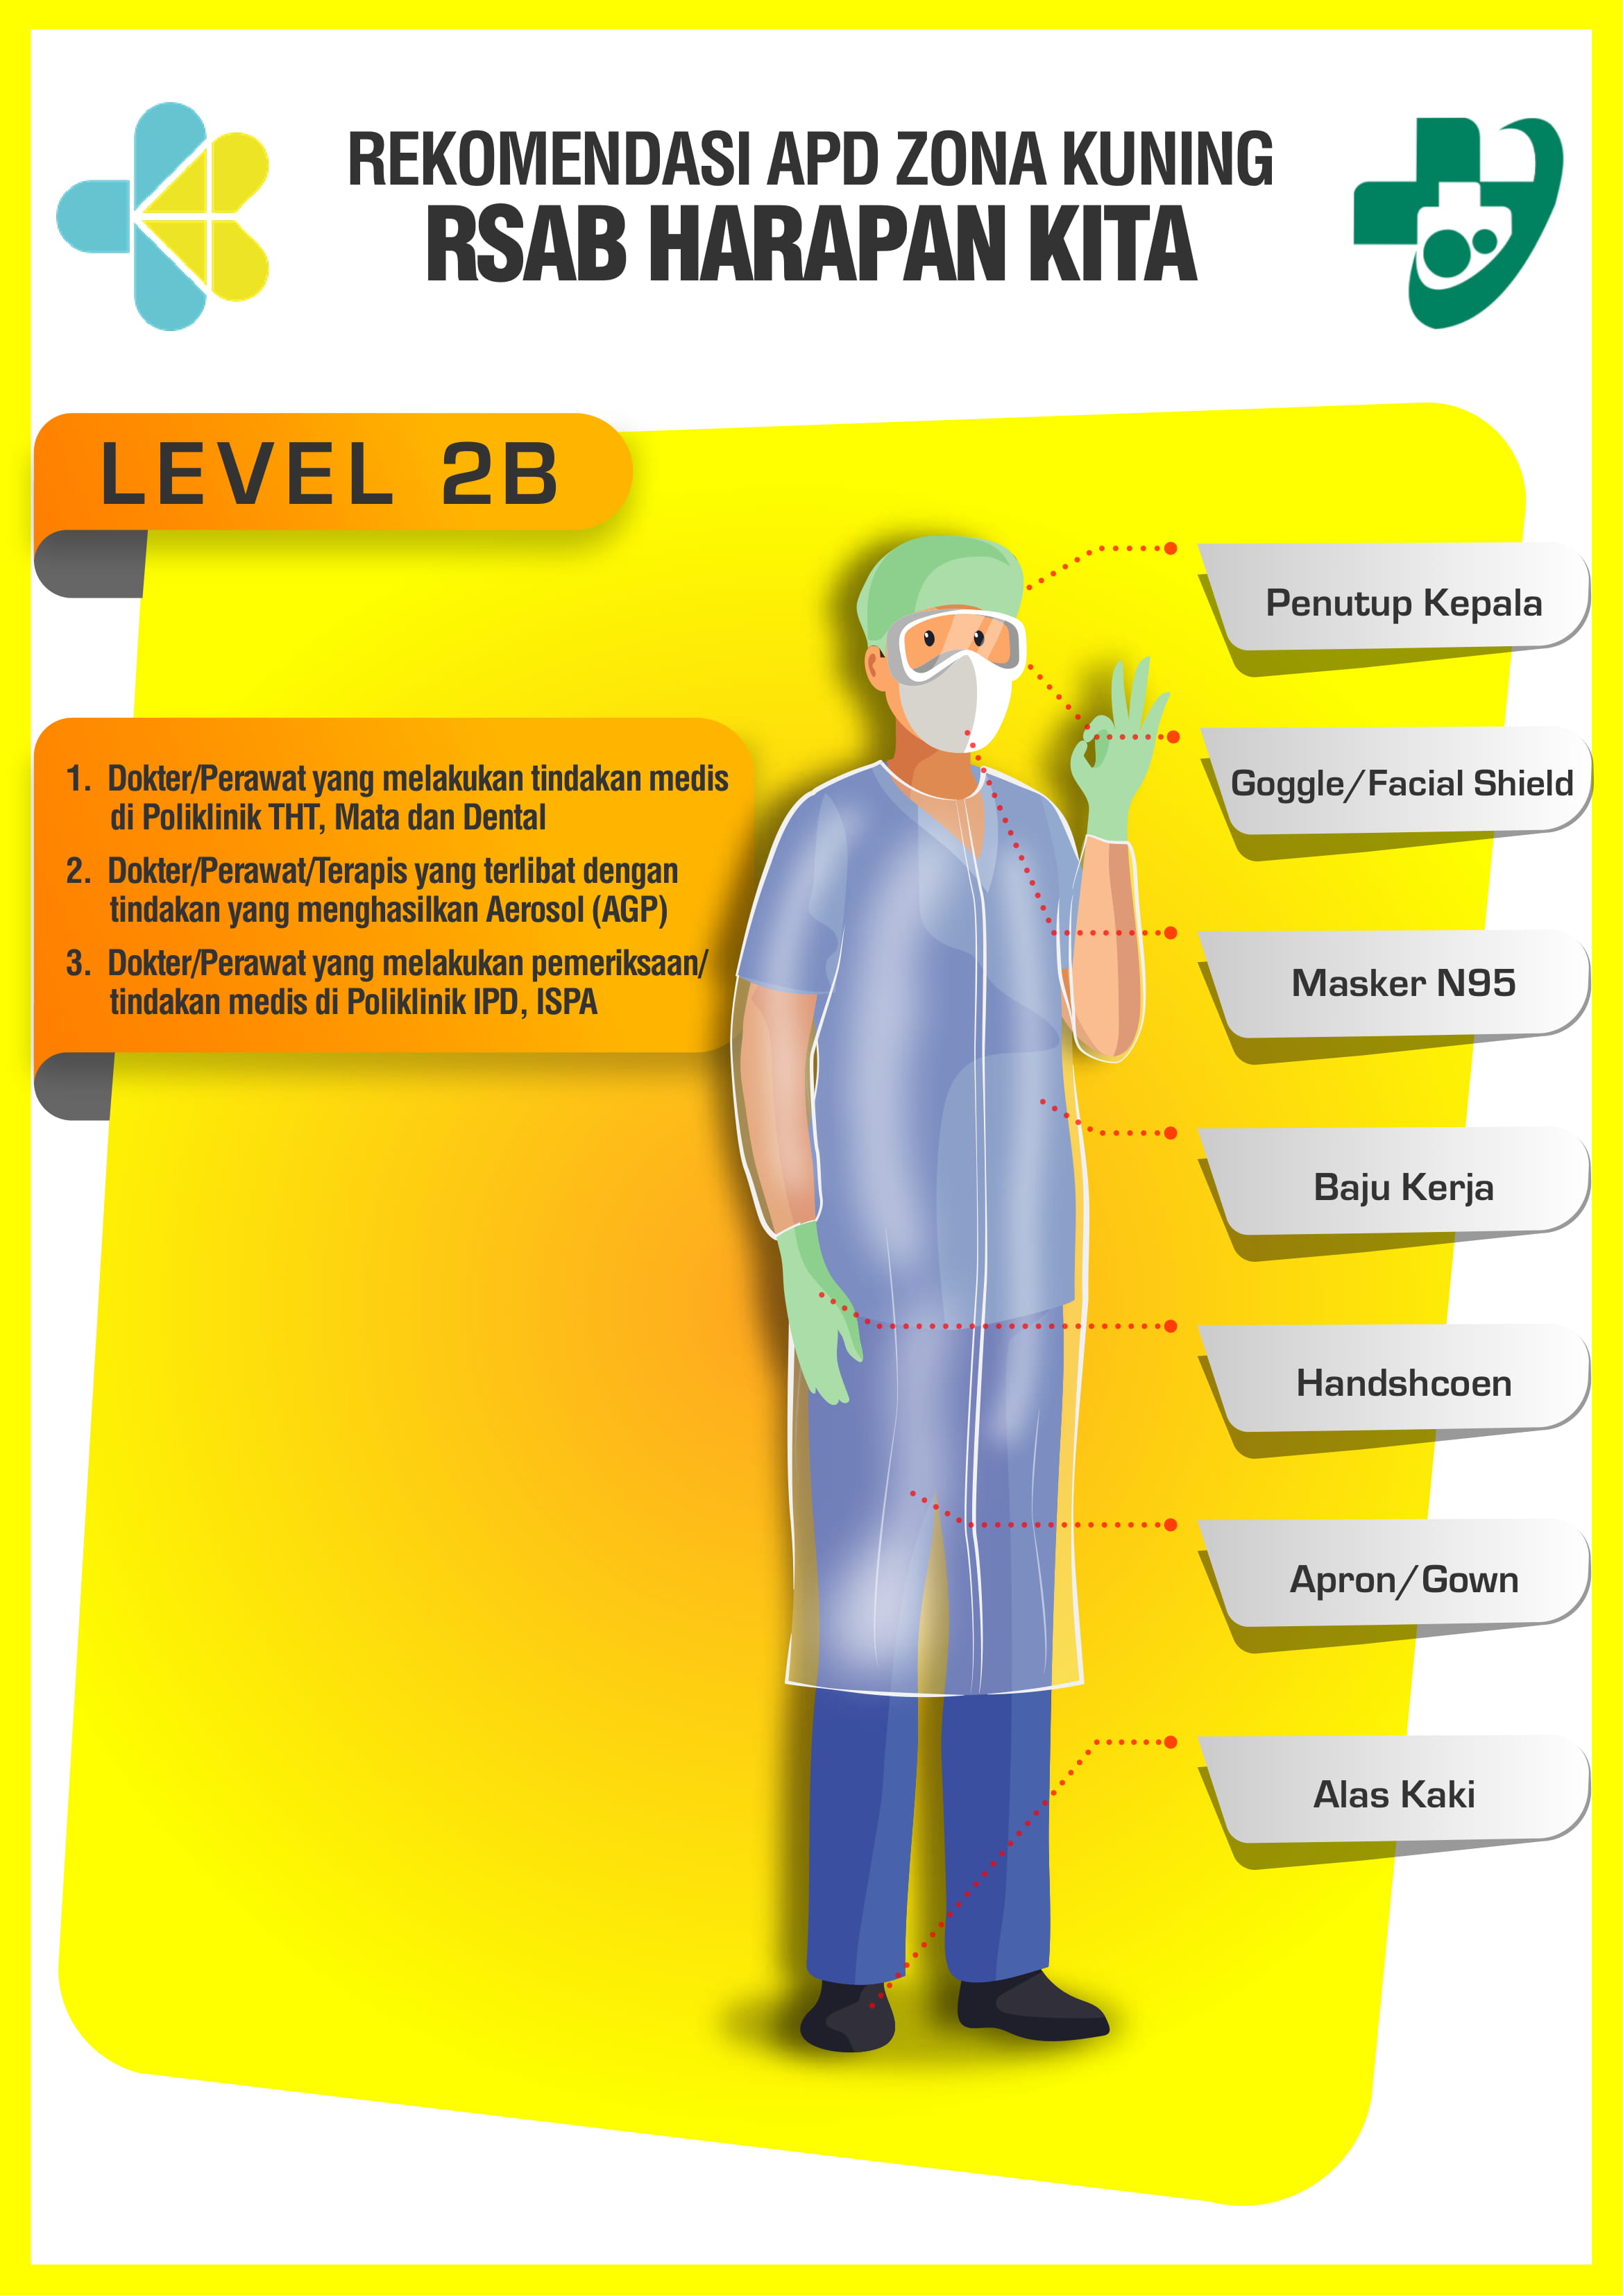 REKOMENDASI APD ZONA KUNING
RSAB HARAPAN KITA
LEVEL 2B
1. Dokter/Perawat yang melakukan tindakan medis
di Poliklinik THT, Mata dan Dental
2. Dokter/Perawat/Terapis yang terlibat dengan
tindakan yang menghasilkan Aerosol (AGP)
3. Dokter/Perawat yang melakukan pemeriksaan/
tindakan medis di Poliklinik IPD, ISPA
Penutup Kepala
Goggle/Facial Shield
Masker N95
Baju Kerja
Handshcoen
Apron/Gown
Alas Kaki